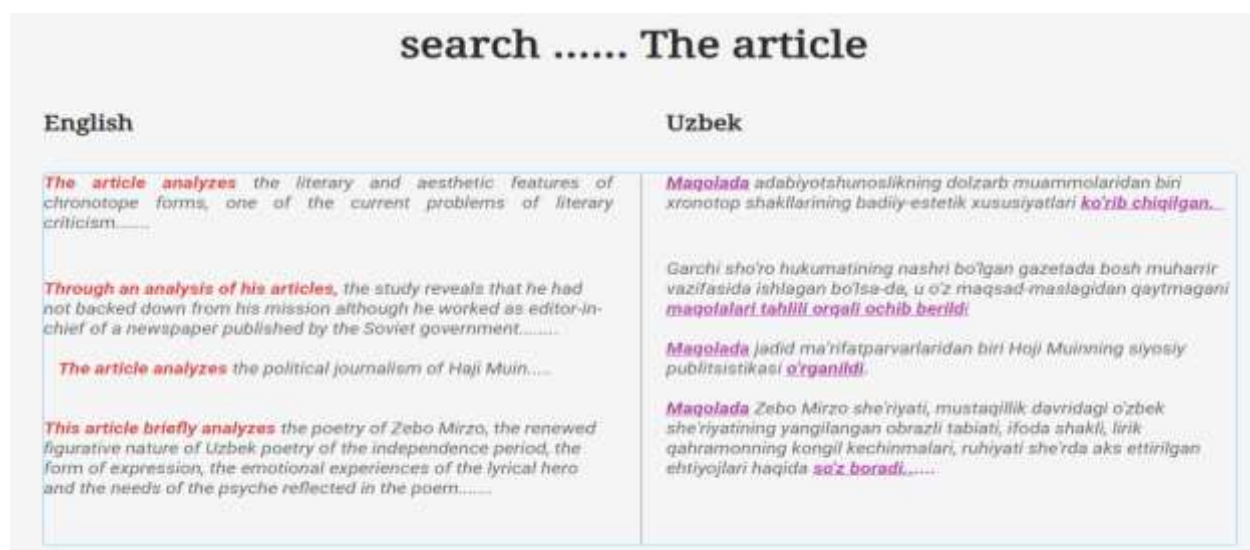 search ...... The article
English
The article analyzes the literary and aesthetic features of
chronotope forms, one of the current problems of literary
criticism.......
Through an analysis of his articles, the study reveals that he had
not backed down from his mission although he worked as editor-in-
chief of a newspaper published by the Soviet government........
The article analyzes the political journalism of Haji Muin.....
This article briefly analyzes the poetry of Zebo Mirzo, the renewed
figurative nature of Uzbek poetry of the independence period, the
form of expression, the emotional experiences of the lyrical hero
and the needs of the psyche reflected in the poem.......
Uzbek
Maqolada adabiyotshunoslikning dolzarb muammolaridan biri
xronotop shakllarining badiiy-estetik xususiyatlari ko'rib chiqilgan...
Garchi sho'ro hukumatining nashri bo'lgan gazetada bosh muharrir
vazifasida ishlagan bo'lsa-da, u o'z maqsad-maslagidan qaytmagani
maqolalari tahlili orqali ochib berildi
Maqolada jadid ma'rifatparvarlaridan biri Hoji Muinning siyosiy
publitsistikasi o'rganildi.
Maqolada Zebo Mirzo she'riyati, mustaqillik davridagi o'zbek
she'riyatining yangilangan obrazli tabiati, ifoda shakli, lirik
qahramonning kongil kechinmalari, ruhiyati she'rda aks ettirilgan
ehtiyojlari haqida so'z boradi.......